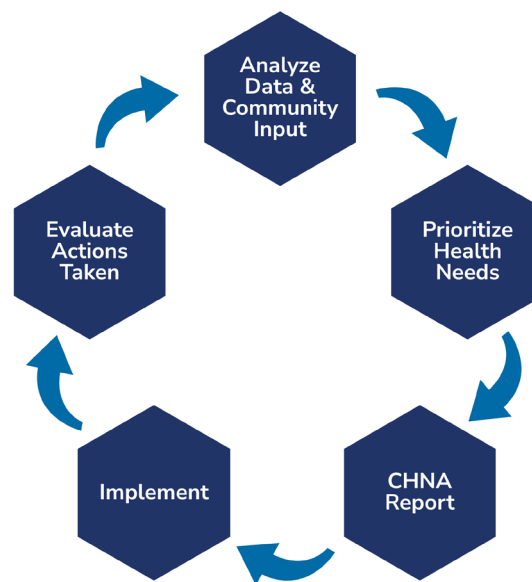 Analyze
Data &
Community
Input
Prioritize
Health
Needs
CHNA
Report
Implement
Evaluate
Actions
Taken